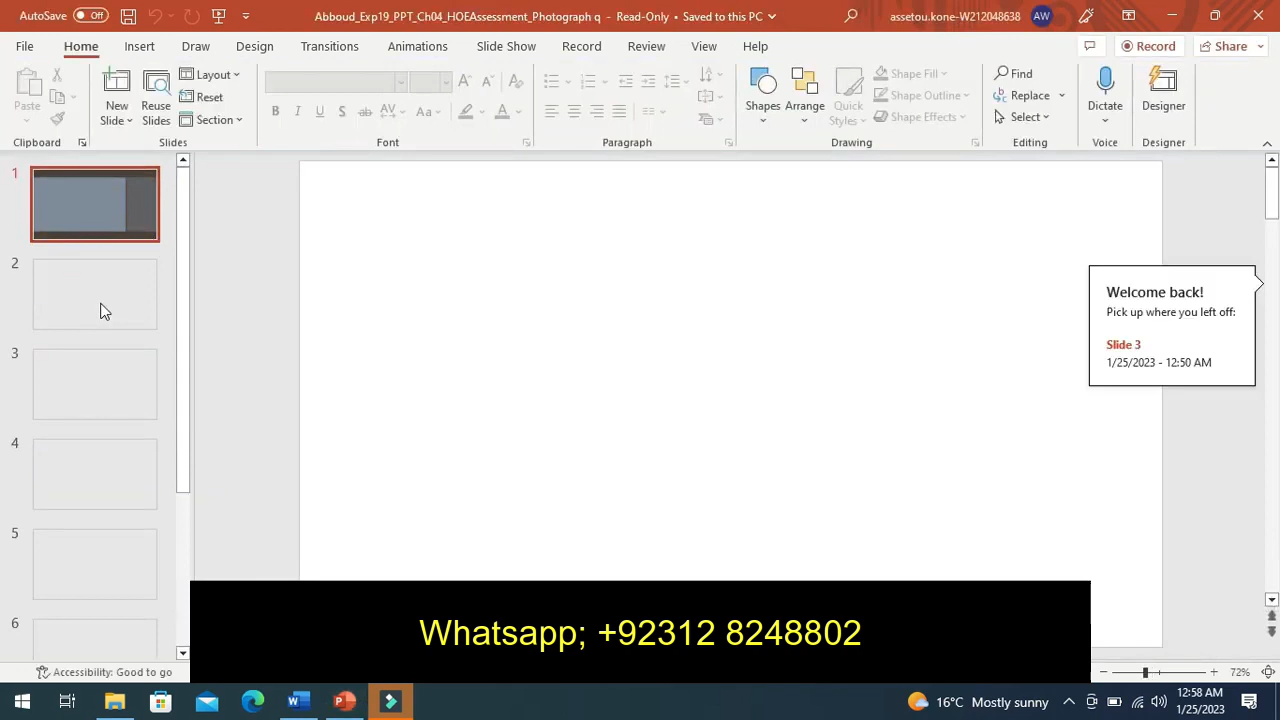 AutoSave Off Abboud_Exp19_PPT_Ch04_HOEAssessment_Photograph q - Read-Only • Saved to this PC assetou.kone-W212048638 AW
File Home Insert Draw Design Transitions Animations Slide Show Record Review View Help Record Share
Paste New Slide Reuse Slides Layout Reset Section Shapes Arrange Quick Styles Shape Fill Shape Outline Shape Effects Find Replace Select Dictate Designer
B U S ab AV Aa A
Clipboard Slides Font Paragraph Drawing Editing Voice Designer
1
2
3
4
5
6
Welcome back!
Pick up where you left off:
Slide 3
1/25/2023 - 12:50 AM
Whatsapp; +92312 8248802
Accessibility: Good to go 72%
16°C Mostly sunny 12:58 AM
1/25/2023